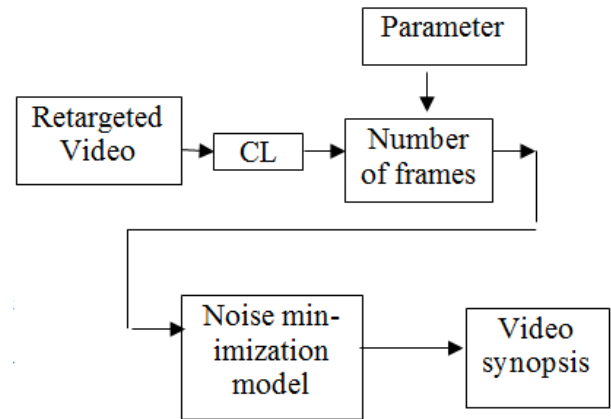 Parameter
Retargeted
Video
CL
Number
of frames
Noise min-
imization
model
Video
synopsis